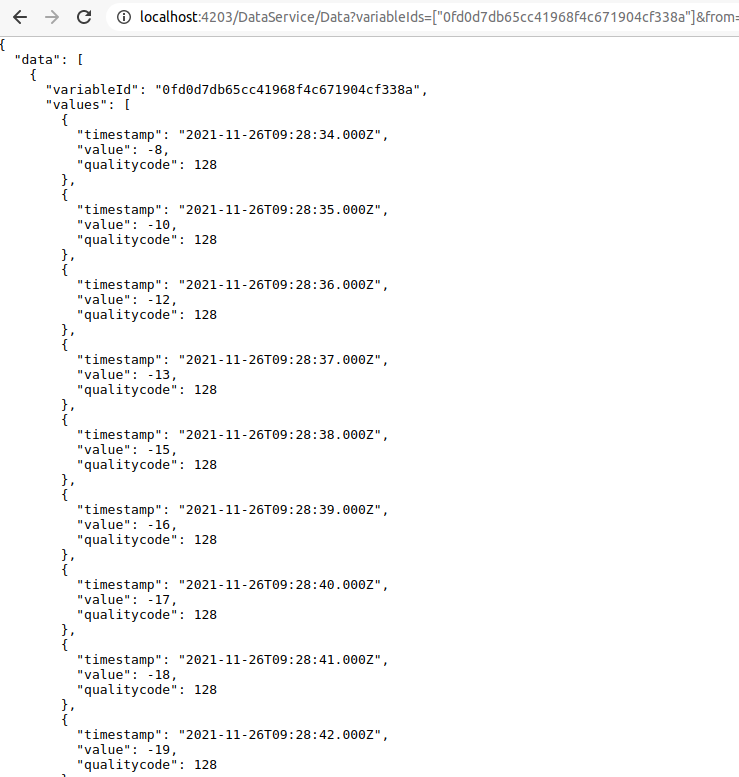 localhost:4203/DataService/Data?variableIds=["0fd0d7db65cc41968f4c671904cf338a"]&from=
{
  "data": [
    {
      "variableId": "0fd0d7db65cc41968f4c671904cf338a",
      "values": [
        {
          "timestamp": "2021-11-26T09:28:34.000Z",
          "value": -8,
          "qualitycode": 128
        },
        {
          "timestamp": "2021-11-26T09:28:35.000Z",
          "value": -10,
          "qualitycode": 128
        },
        {
          "timestamp": "2021-11-26T09:28:36.000Z",
          "value": -12,
          "qualitycode": 128
        },
        {
          "timestamp": "2021-11-26T09:28:37.000Z",
          "value": -13,
          "qualitycode": 128
        },
        {
          "timestamp": "2021-11-26T09:28:38.000Z",
          "value": -15,
          "qualitycode": 128
        },
        {
          "timestamp": "2021-11-26T09:28:39.000Z",
          "value": -16,
          "qualitycode": 128
        },
        {
          "timestamp": "2021-11-26T09:28:40.000Z",
          "value": -17,
          "qualitycode": 128
        },
        {
          "timestamp": "2021-11-26T09:28:41.000Z",
          "value": -18,
          "qualitycode": 128
        },
        {
          "timestamp": "2021-11-26T09:28:42.000Z",
          "value": -19,
          "qualitycode": 128